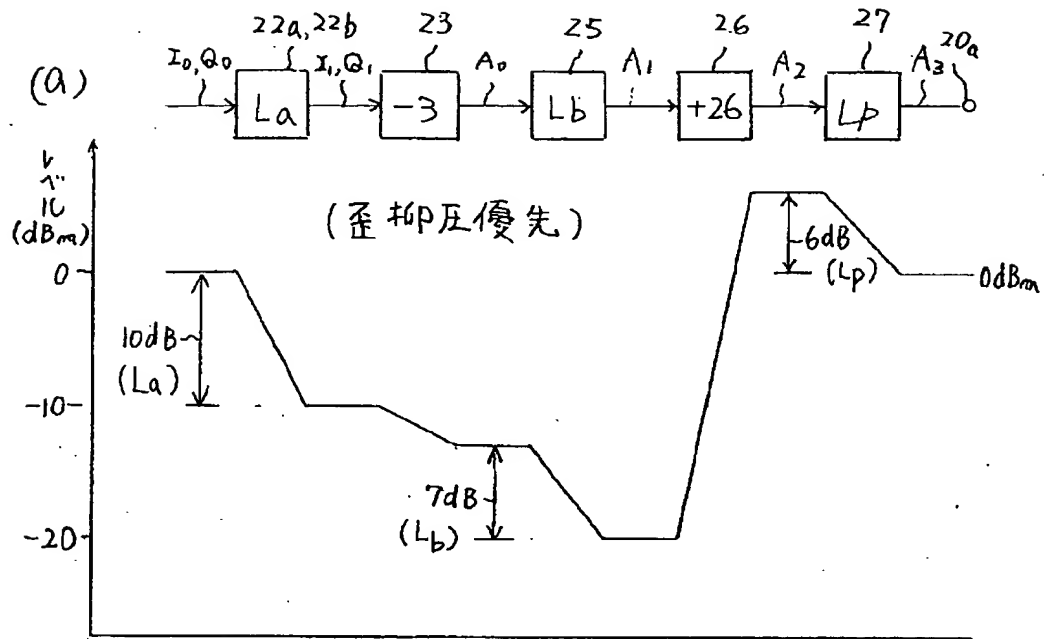 (a)
22a, 22b 23 25 26 27 20a
I₀, Q₀ I₁, Q₁ A₀ A₁ A₂ A₃
La -3 Lb +26 Lp
レベル
(dBm)
(歪抑圧優先)
0
10dB
(La)
-10
7dB
(Lb)
-20
6dB
(Lp)
0dBm